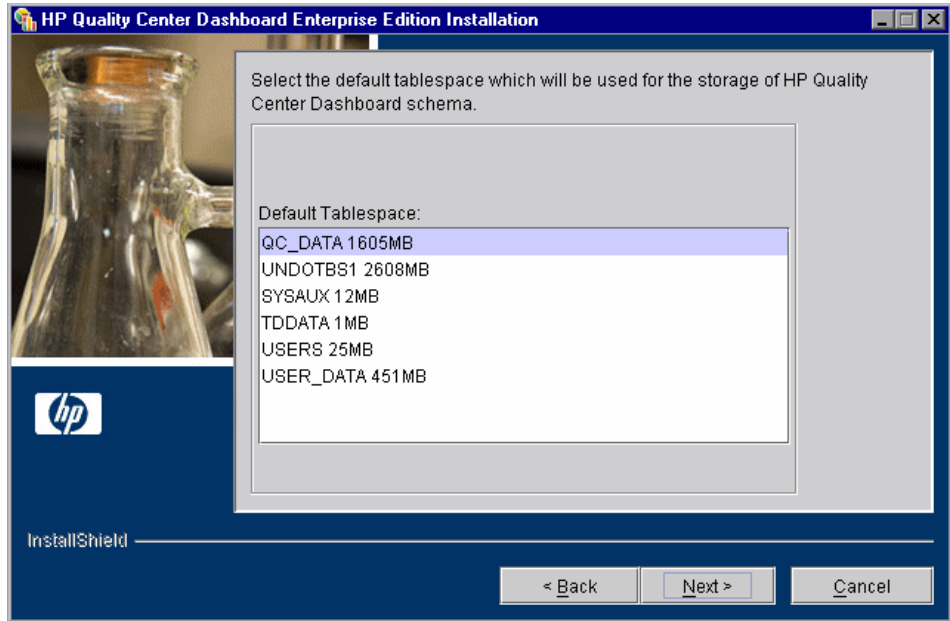 HP Quality Center Dashboard Enterprise Edition Installation
Select the default tablespace which will be used for the storage of HP Quality
Center Dashboard schema.
Default Tablespace:
QC_DATA 1605MB
UNDOTBS1 2608MB
SYSAUX 12MB
TDDATA 1MB
USERS 25MB
USER_DATA 451MB
hp
InstallShield
< Back
Next >
Cancel